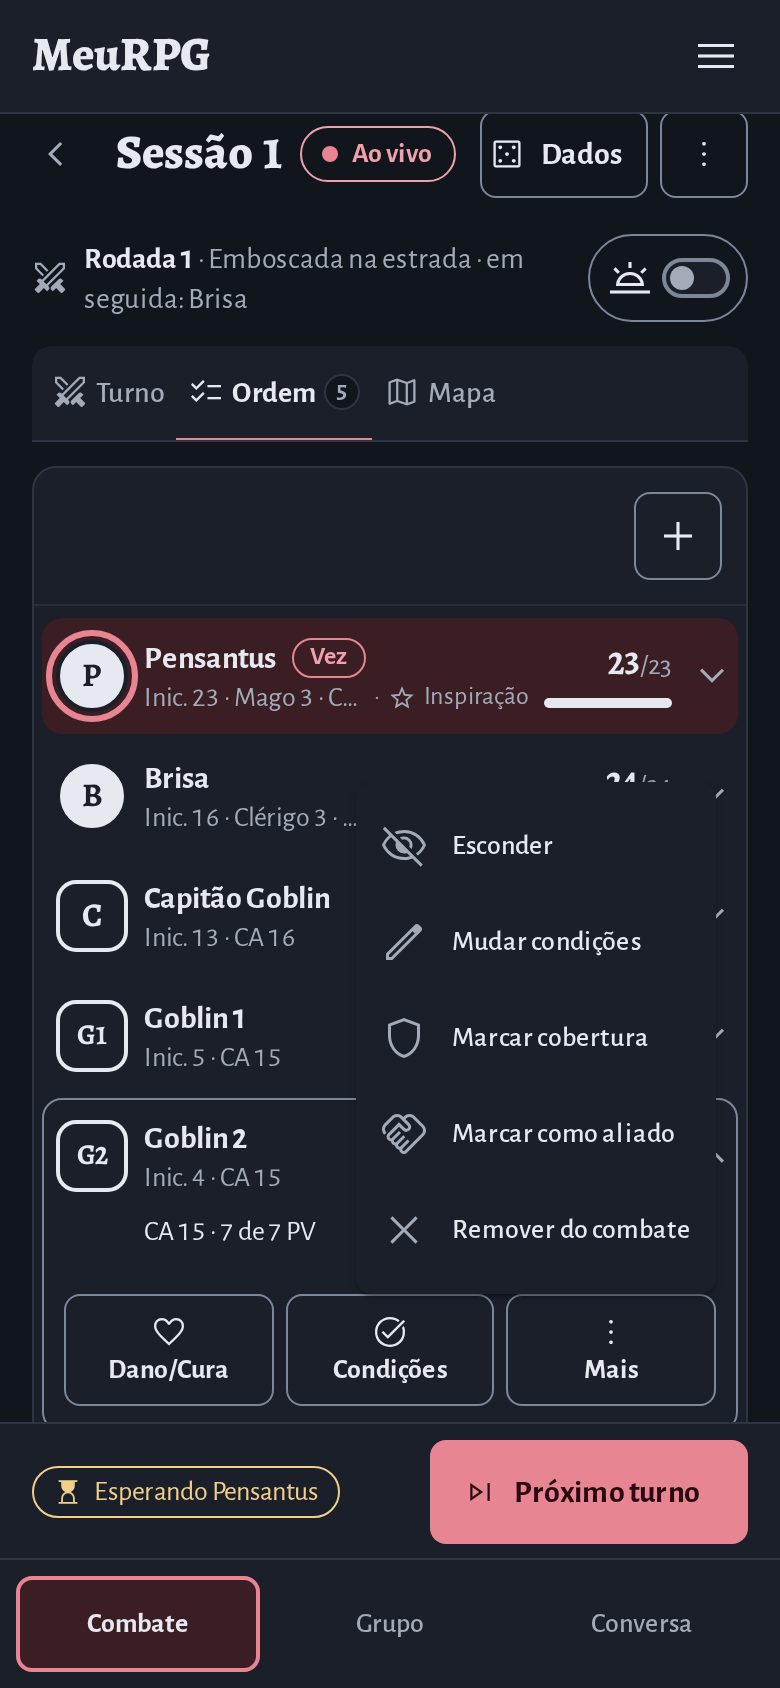 MeuRPG
Sessão 1
Ao vivo
Dados
Rodada 1 · Emboscada na estrada · em
seguida: Brisa
Turno
Ordem
5
Mapa
P
Pensantus
Vez
23/23
Inic. 23 · Mago 3 · C... · Inspiração
B
Brisa
Inic. 16 · Clérigo 3 · ...
Esconder
C
Capitão Goblin
Inic. 13 · CA 16
Mudar condições
G1
Goblin 1
Inic. 5 · CA 15
Marcar cobertura
G2
Goblin 2
Inic. 4 · CA 15
Marcar como aliado
CA 15 · 7 de 7 PV
Remover do combate
Dano/Cura
Condições
Mais
Esperando Pensantus
Próximo turno
Combate
Grupo
Conversa